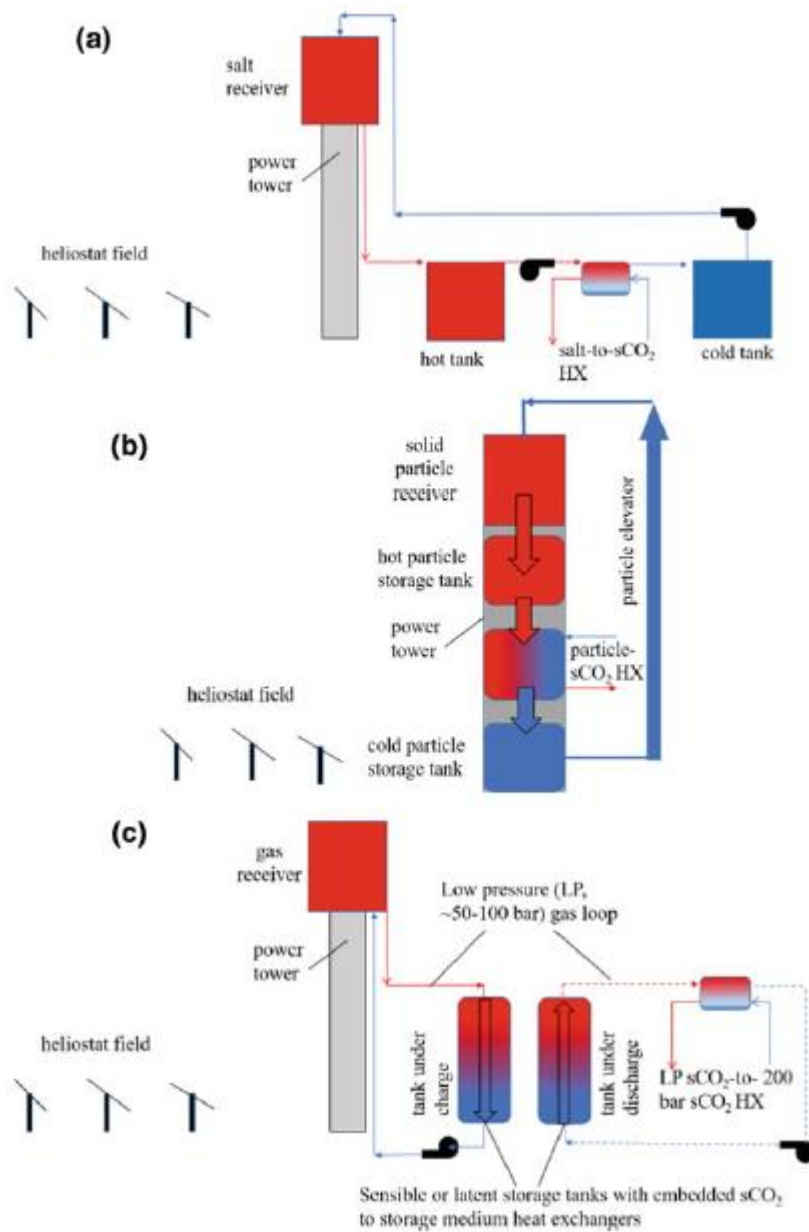 (a)
salt
receiver
power
tower
heliostat field
hot tank
salt-to-sCO₂
HX
cold tank
(b)
solid
particle
receiver
hot particle
storage tank
power
tower
particle elevator
particle-
sCO₂ HX
heliostat field
cold particle
storage tank
(c)
gas
receiver
Low pressure (LP,
~50-100 bar) gas loop
power
tower
heliostat field
tank under
charge
tank under
discharge
LP sCO₂-to- 200
bar sCO₂ HX
Sensible or latent storage tanks with embedded sCO₂
to storage medium heat exchangers